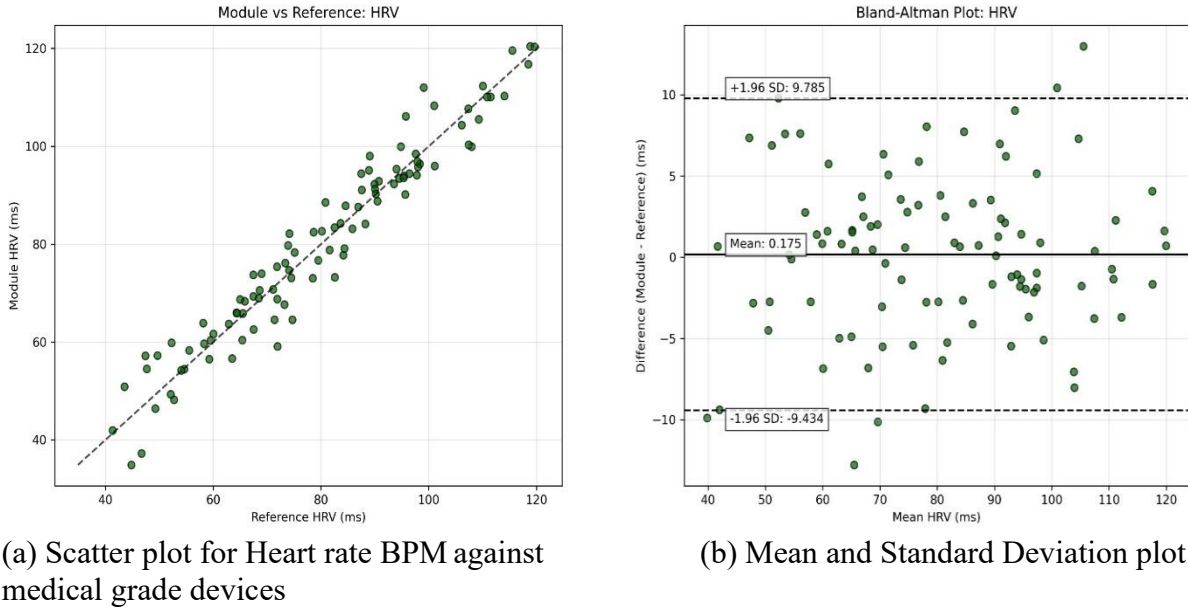 Module vs Reference: HRV
Module HRV (ms)
120
100
80
60
40
40 60 80 100 120
Reference HRV (ms)
(a) Scatter plot for Heart rate BPM against
medical grade devices
Bland-Altman Plot: HRV
Difference (Module - Reference) (ms)
10
5
0
−5
−10
+1.96 SD: 9.785
Mean: 0.175
-1.96 SD: -9.434
40 50 60 70 80 90 100 110 120
Mean HRV (ms)
(b) Mean and Standard Deviation plot